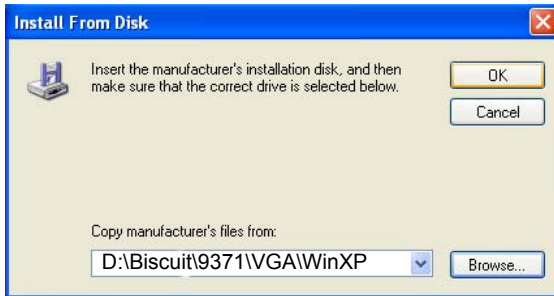 Install From Disk
Insert the manufacturer's installation disk, and then
make sure that the correct drive is selected below.
OK
Cancel
Copy manufacturer's files from:
D:\Biscuit\9371\VGA\WinXP
Browse...